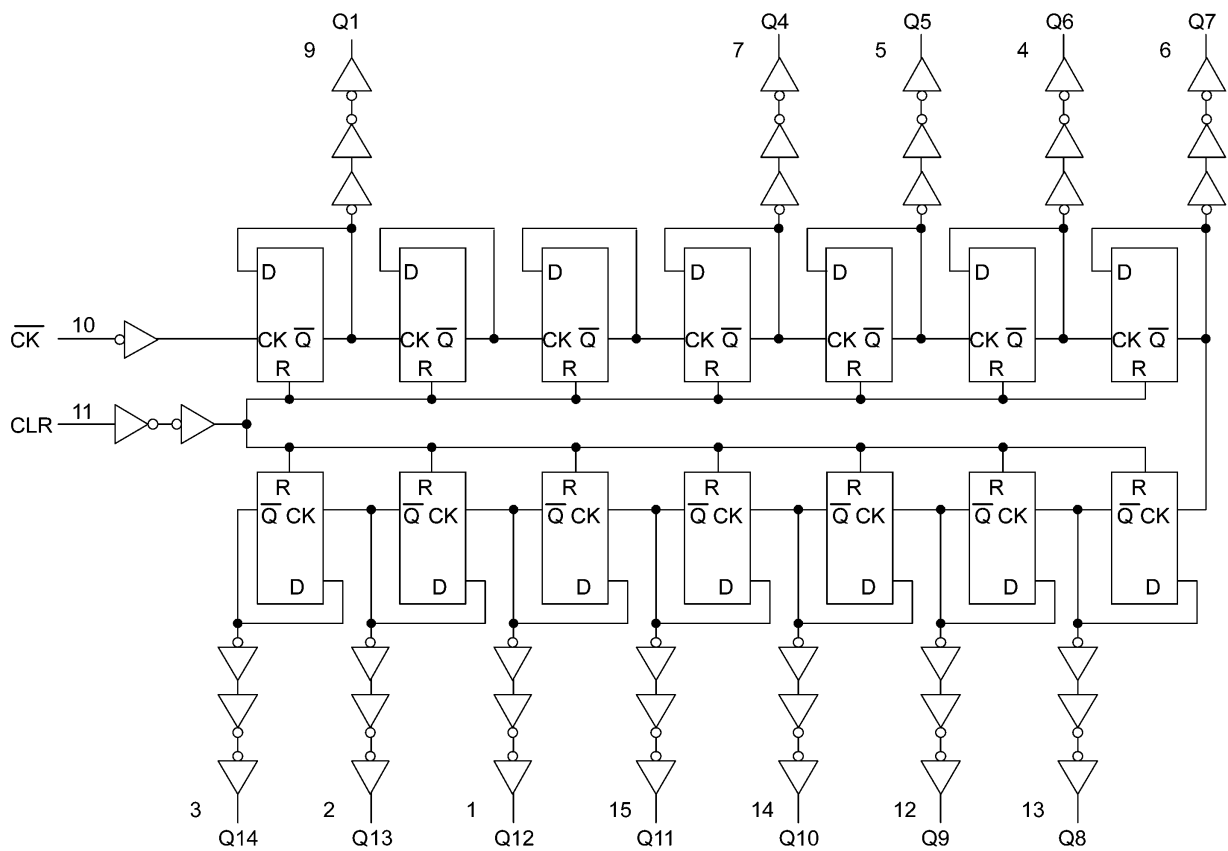 Q1 Q4 Q5 Q6 Q7
9 7 5 4 6
D D D D D D D
C̅K̅ 10 CK Q̅ CK Q̅ CK Q̅ CK Q̅ CK Q̅ CK Q̅ CK Q̅
R R R R R R R
CLR 11
R R R R R R R
Q̅ CK Q̅ CK Q̅ CK Q̅ CK Q̅ CK Q̅ CK Q̅ CK
D D D D D D D
3 2 1 15 14 12 13
Q14 Q13 Q12 Q11 Q10 Q9 Q8